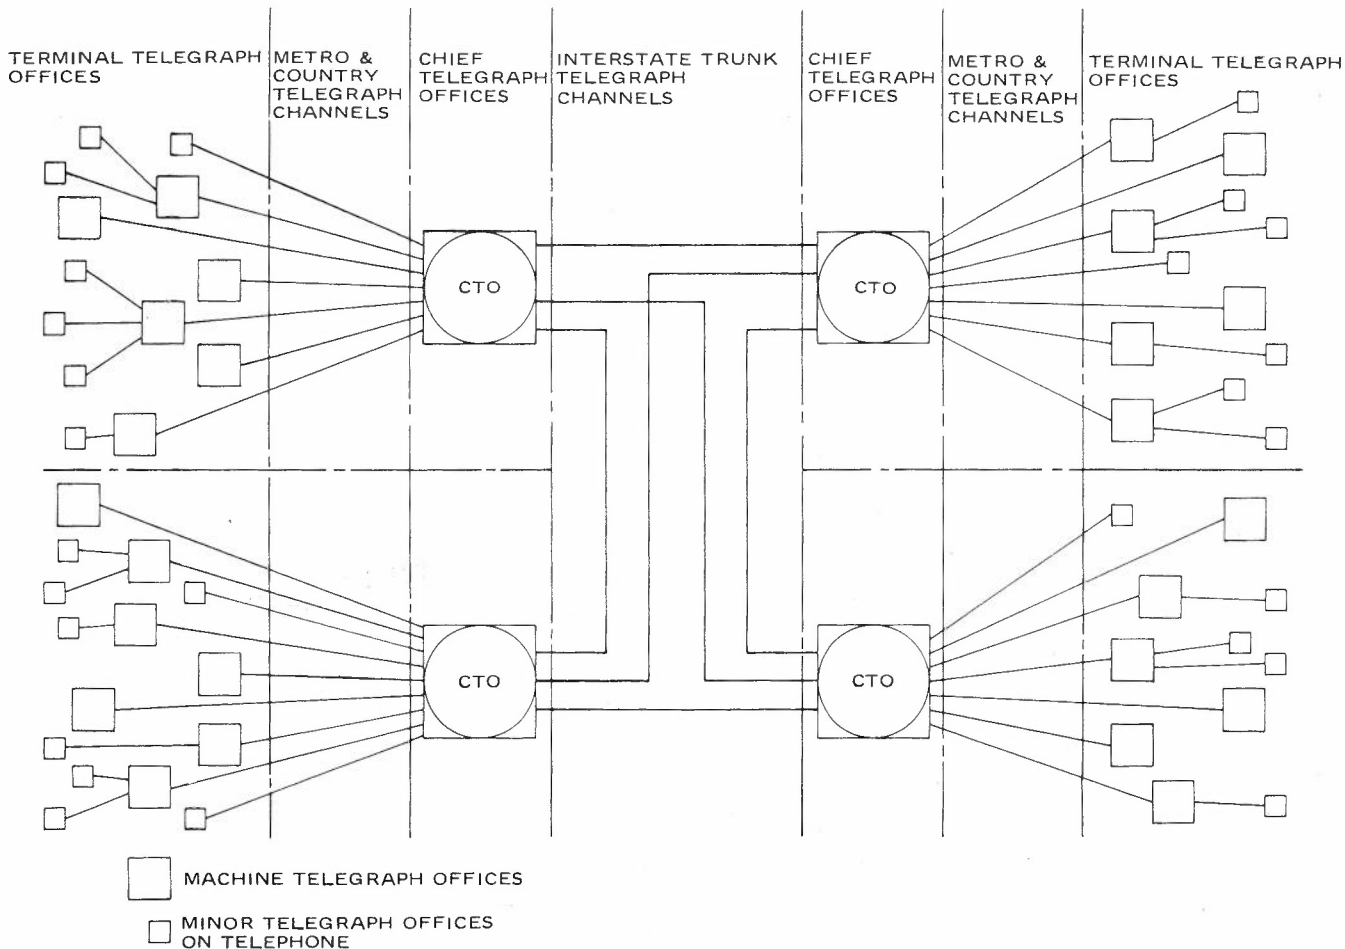 TERMINAL TELEGRAPH
OFFICES
METRO &
COUNTRY
TELEGRAPH
CHANNELS
CHIEF
TELEGRAPH
OFFICES
INTERSTATE TRUNK
TELEGRAPH
CHANNELS
CHIEF
TELEGRAPH
OFFICES
METRO &
COUNTRY
TELEGRAPH
CHANNELS
TERMINAL TELEGRAPH
OFFICES
CTO
CTO
CTO
CTO
MACHINE TELEGRAPH OFFICES
MINOR TELEGRAPH OFFICES
ON TELEPHONE